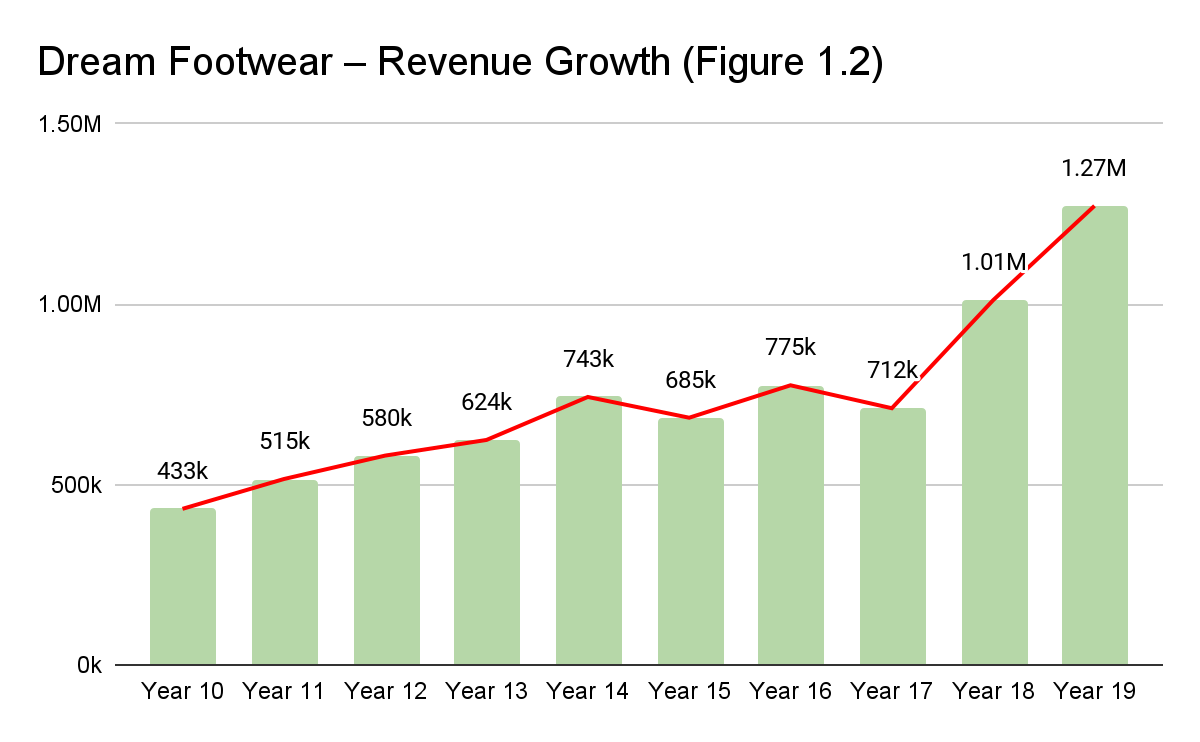 Dream Footwear – Revenue Growth (Figure 1.2)
1.50M
1.00M
500k
0k
433k
515k
580k
624k
743k
685k
775k
712k
1.01M
1.27M
Year 10 Year 11 Year 12 Year 13 Year 14 Year 15 Year 16 Year 17 Year 18 Year 19